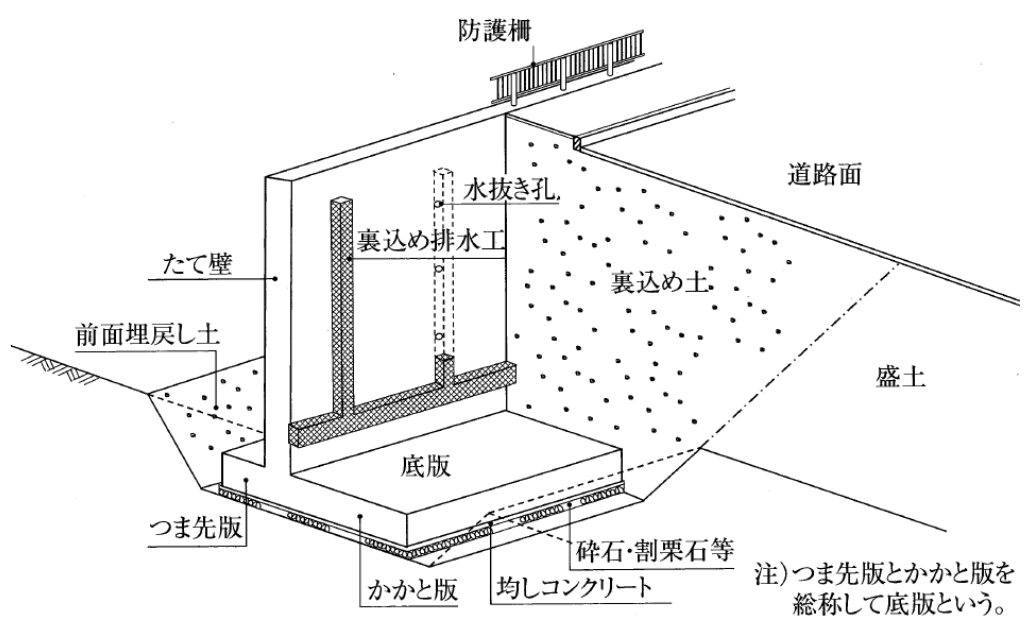 防護柵
道路面
水抜き孔
裏込め排水工
たて壁
裏込め土
前面埋戻し土
盛土
底版
つま先版
砕石・割栗石等
かかと版
均しコンクリート
注）つま先版とかかと版を
総称して底版という。